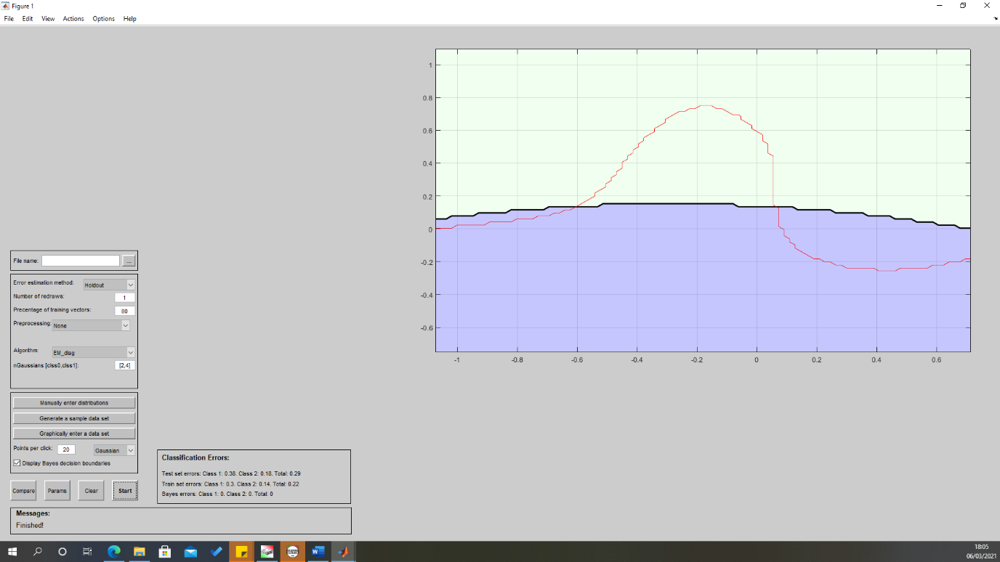 Figure 1
File Edit View Actions Options Help
1
0.8
0.6
0.4
0.2
0
-0.2
-0.4
-0.6
-1 -0.8 -0.6 -0.4 -0.2 0 0.2 0.4 0.6
File name: ...
Error estimation method: Holdout
Number of redraws: 1
Precentage of training vectors: 80
Preprocessing: None
Algorithm: EM_diag
nGaussians [clss0,clss1]: [2,4]
Manually enter distributions
Generate a sample data set
Graphically enter a data set
Points per click: 20 Gaussian
Display Bayes decision boundaries
Compare Params Clear Start
Classification Errors:
Test set errors: Class 1: 0.38. Class 2: 0.18. Total: 0.29
Train set errors: Class 1: 0.3. Class 2: 0.14. Total: 0.22
Bayes errors: Class 1: 0. Class 2: 0. Total: 0
Messages:
Finished!
18:05
06/03/2021